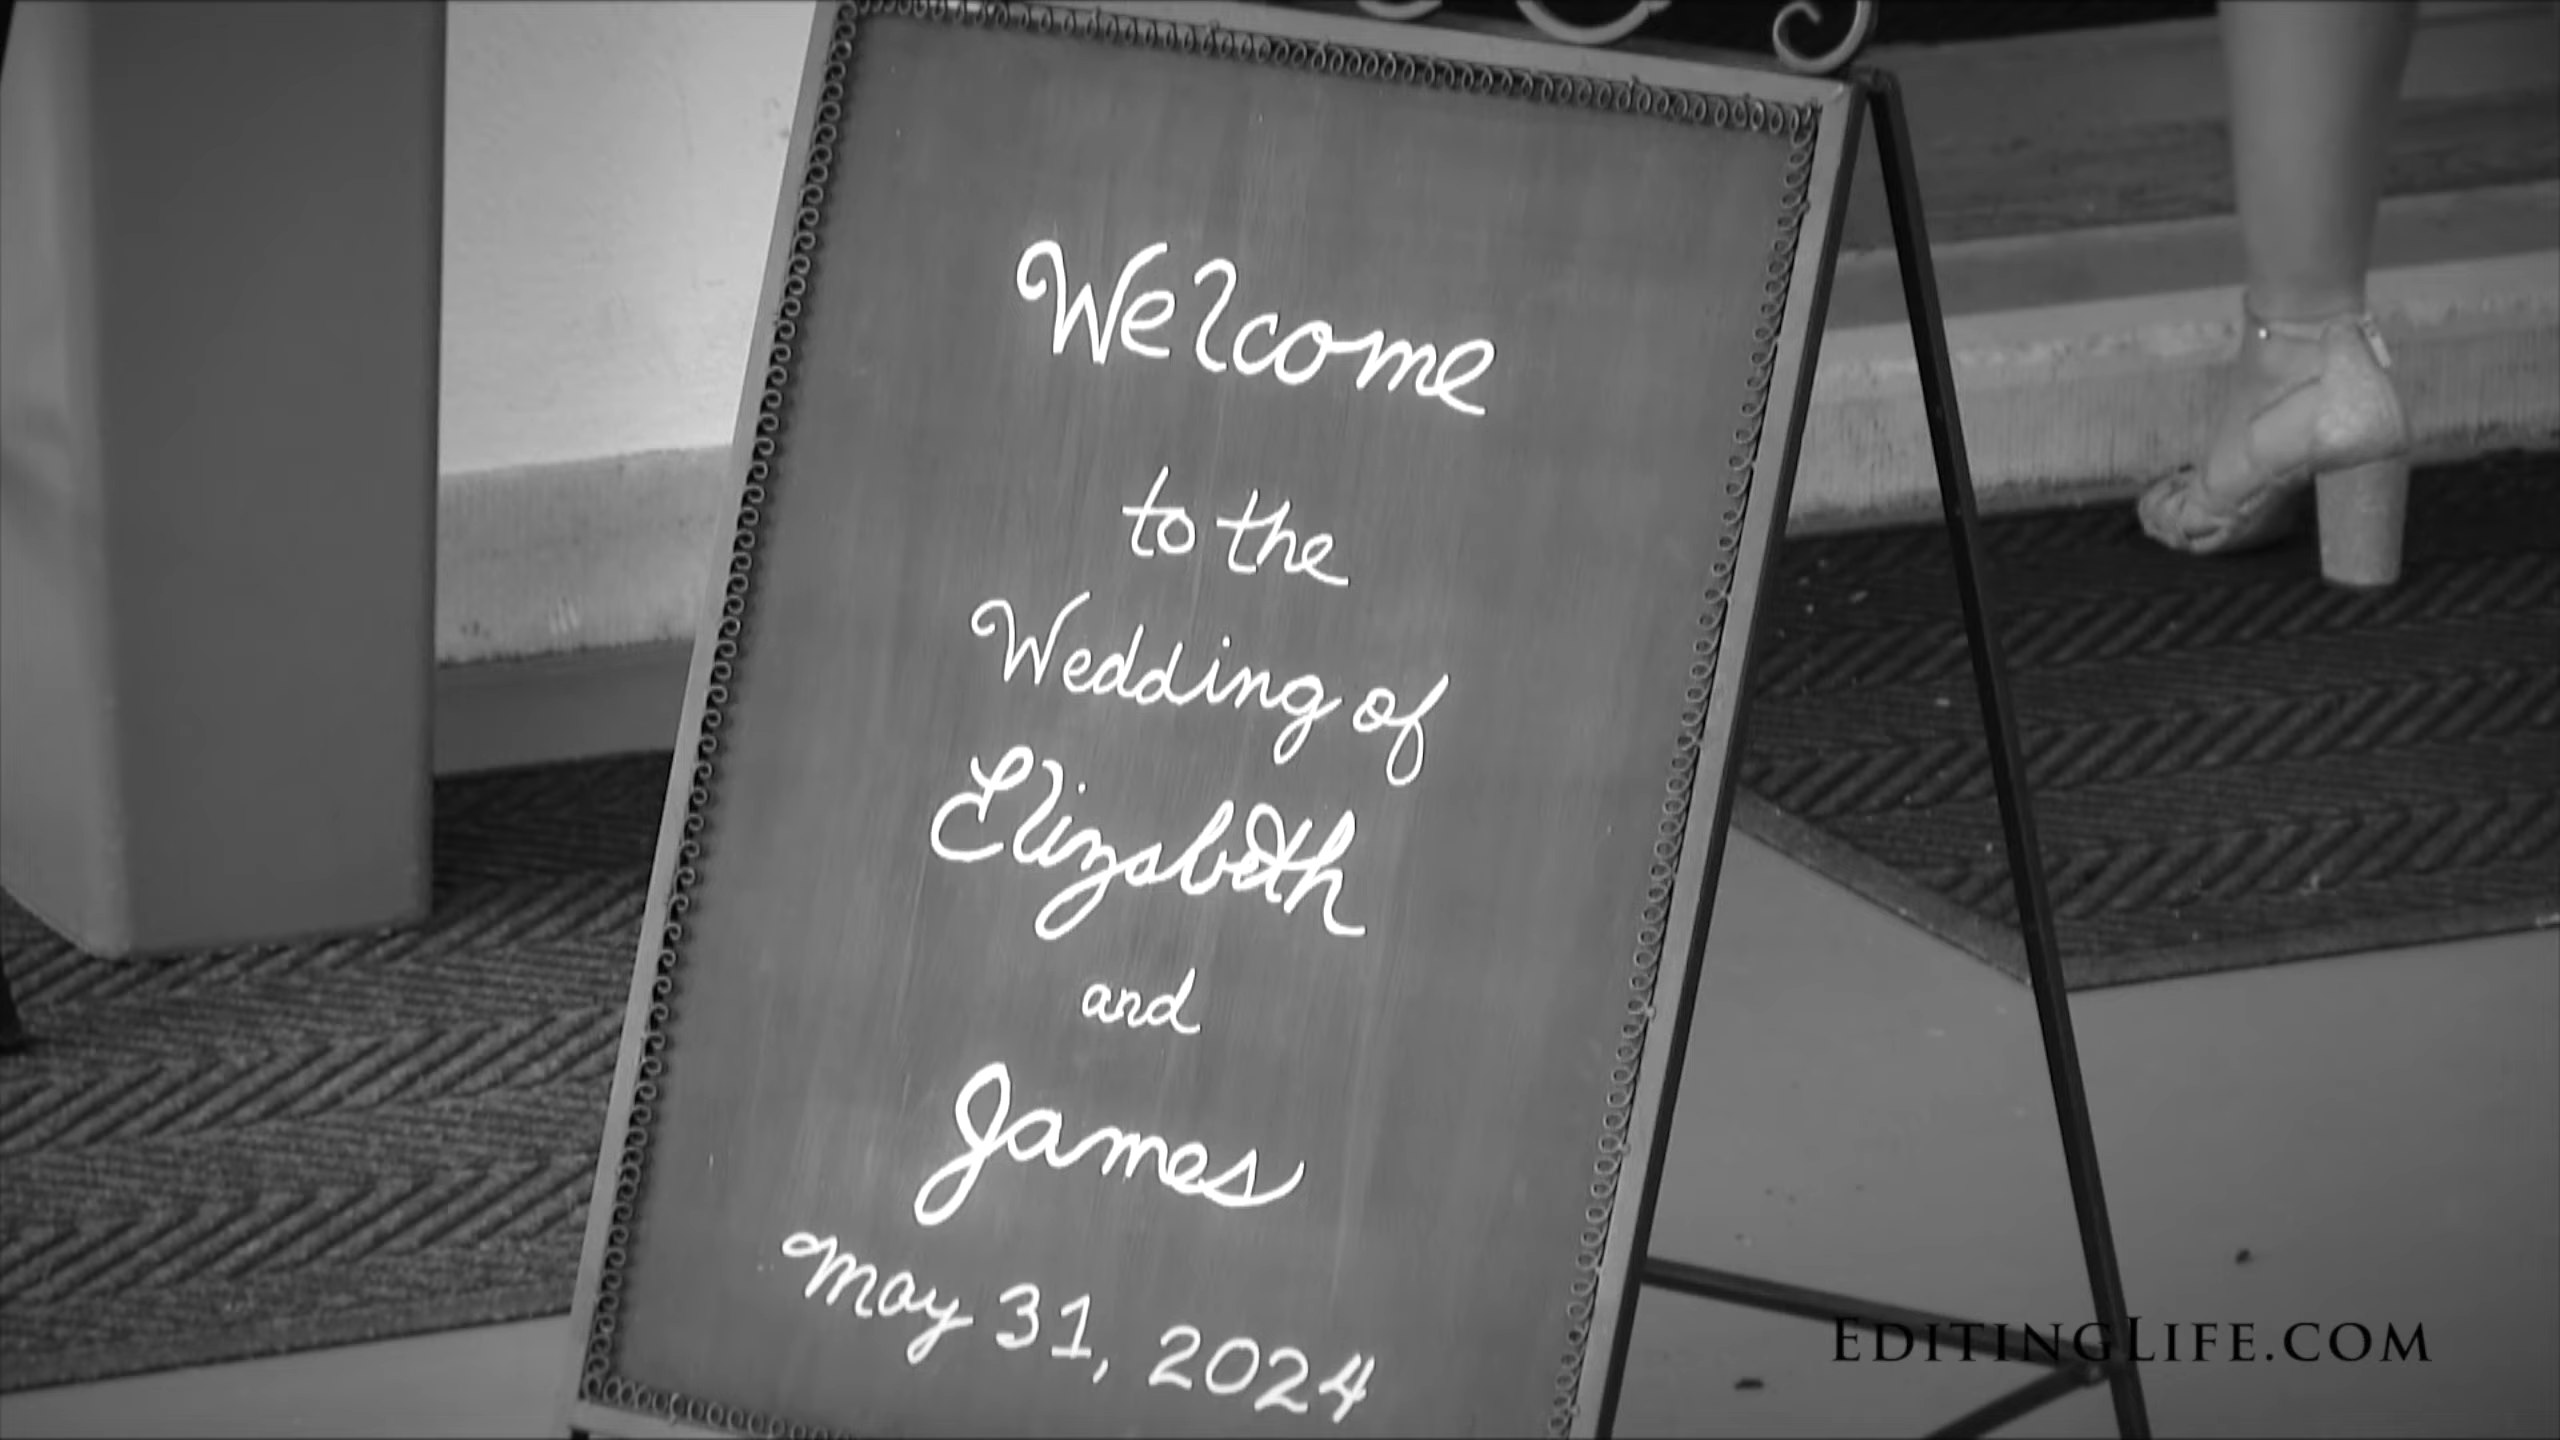 Welcome
to the
Wedding of
Elizabeth
and
James
May 31, 2024
EditingLife.com